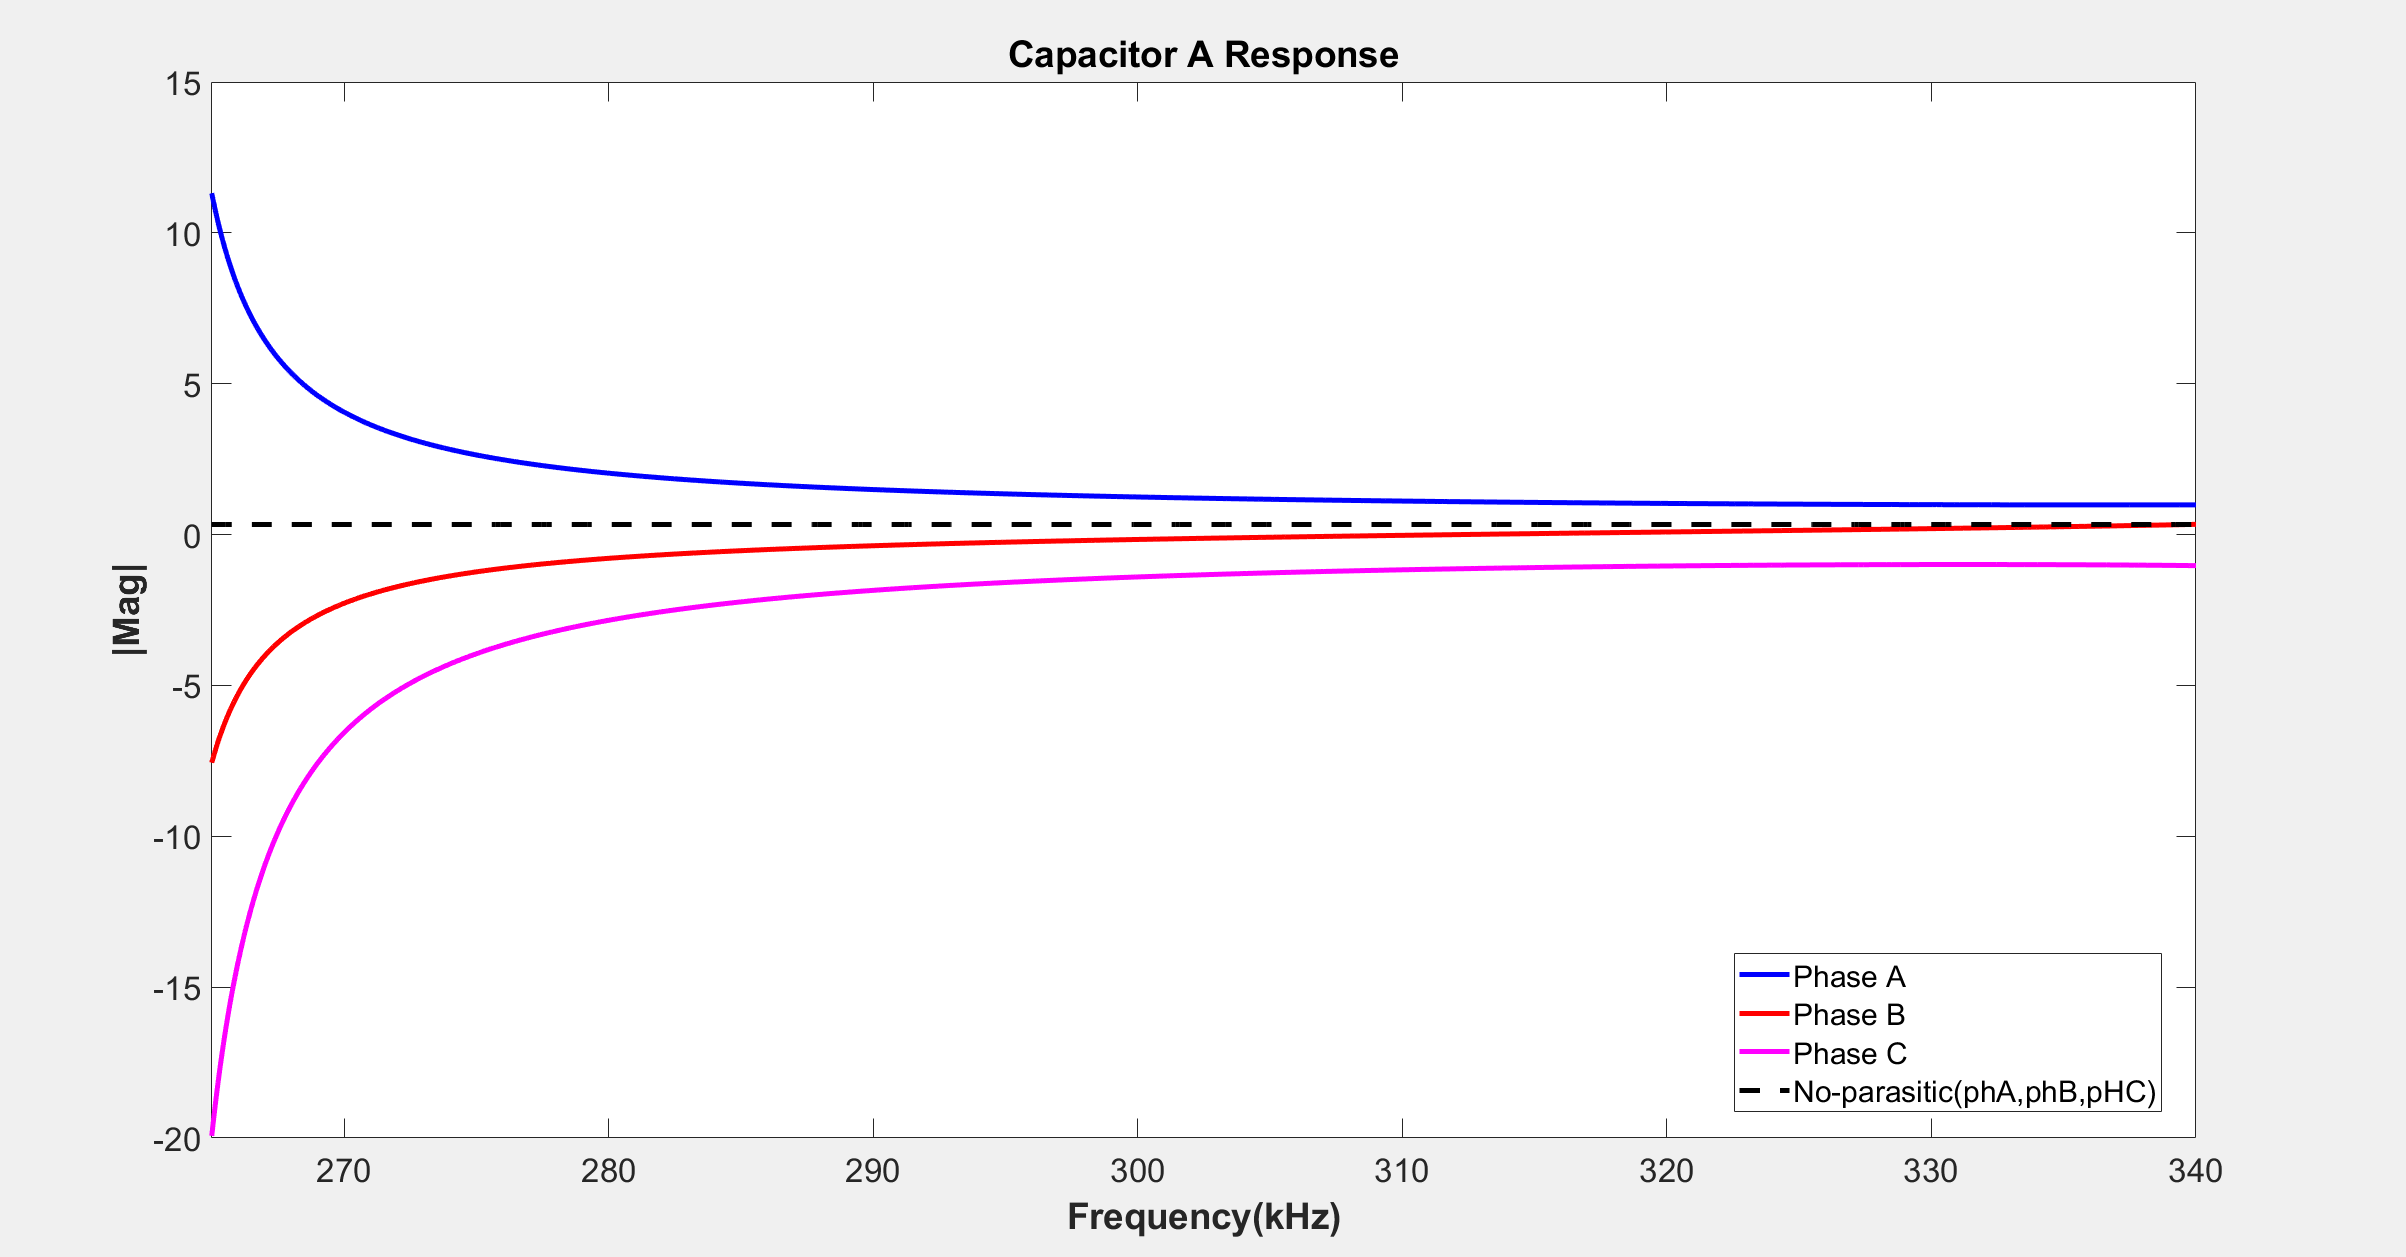 Capacitor A Response
15
10
5
0
-5
-10
-15
-20
|Mag|
Phase A
Phase B
Phase C
No-parasitic(phA,phB,pHC)
270 280 290 300 310 320 330 340
Frequency(kHz)